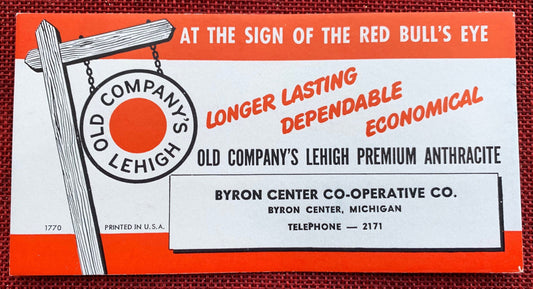 AT THE SIGN OF THE RED BULL'S EYE
OLD COMPANY'S
LEHIGH
LONGER LASTING
DEPENDABLE
ECONOMICAL
OLD COMPANY'S LEHIGH PREMIUM ANTHRACITE
BYRON CENTER CO-OPERATIVE CO.
BYRON CENTER, MICHIGAN
TELEPHONE — 2171
1770 PRINTED IN U.S.A.